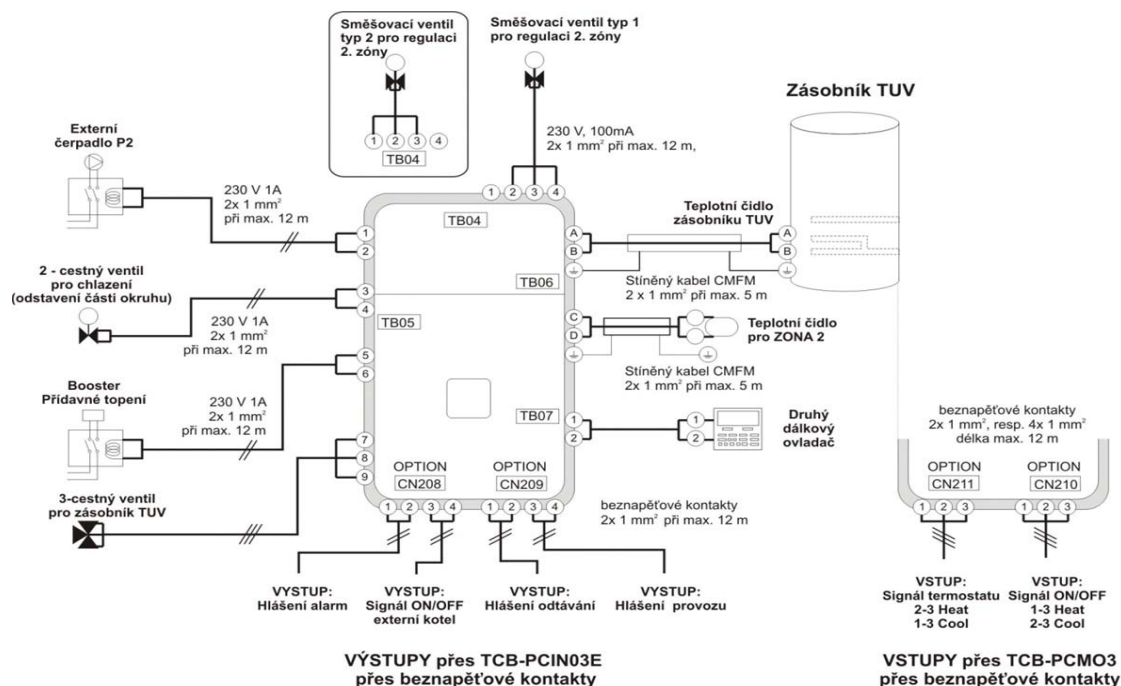 Směšovací ventil
typ 2 pro regulaci
2. zóny
1 2 3 4
TB04
Směšovací ventil typ 1
pro regulaci 2. zóny
230 V, 100mA
2x 1 mm² při max. 12 m,
1 2 3 4
TB04
Zásobník TUV
Externí
čerpadlo P2
230 V 1A
2x 1 mm²
při max. 12 m
1
2
2 - cestný ventil
pro chlazení
(odstavení části okruhu)
230 V 1A
2x 1 mm²
při max. 12 m
3
4
TB05
Booster
Přídavné topení
230 V 1A
2x 1 mm²
při max. 12 m
5
6
3-cestný ventil
pro zásobník TUV
7
8
9
Teplotní čidlo
zásobníku TUV
A
B
A
B
TB06
Stíněný kabel CMFM
2 x 1 mm² při max. 5 m
C
D
Teplotní čidlo
pro ZONA 2
Stíněný kabel CMFM
2x 1 mm² při max. 5 m
TB07
1
2
1
2
Druhý
dálkový
ovladač
OPTION
CN208
1 2 3 4
OPTION
CN209
1 2 3 4
beznapěťové kontakty
2x 1 mm² při max. 12 m
VYSTUP:
Hlášení alarm
VYSTUP:
Signál ON/OFF
externí kotel
VYSTUP:
Hlášení odtávání
VYSTUP:
Hlášení provozu
VÝSTUPY přes TCB-PCIN03E
přes beznapěťové kontakty
beznapěťové kontakty
2x 1 mm², resp. 4x 1 mm²
délka max. 12 m
OPTION
CN211
1 2 3
OPTION
CN210
1 2 3
VSTUP:
Signál termostatu
2-3 Heat
1-3 Cool
VSTUP:
Signál ON/OFF
1-3 Heat
2-3 Cool
VSTUPY přes TCB-PCMO3
přes beznapěťové kontakty